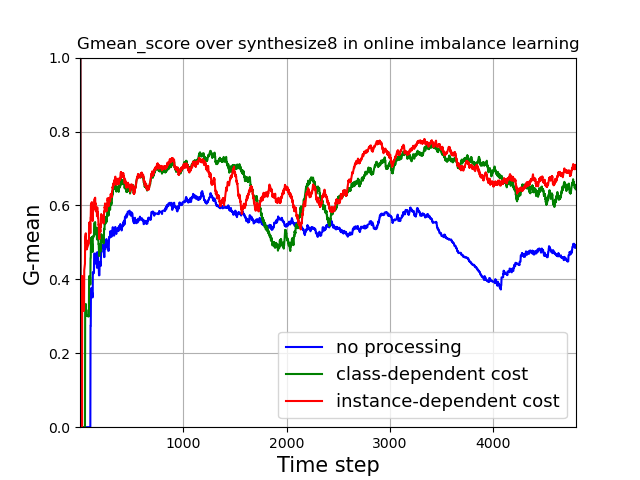 Gmean_score over synthesize8 in online imbalance learning
1.0
0.8
0.6
0.4
0.2
0.0
G-mean
no processing
class-dependent cost
instance-dependent cost
1000 2000 3000 4000
Time step